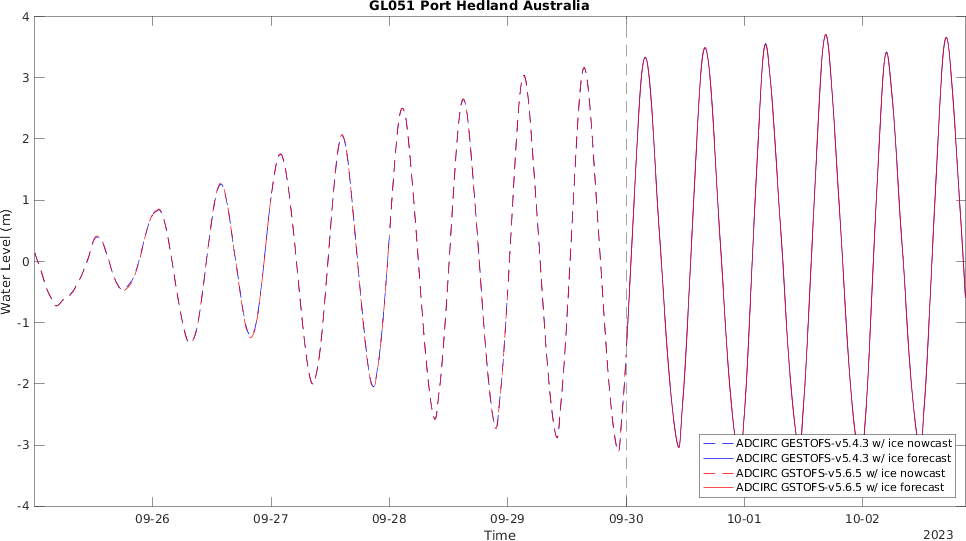 GL051 Port Hedland Australia
4
3
2
1
0
-1
-2
-3
-4
Water Level (m)
09-26 09-27 09-28 09-29 09-30 10-01 10-02
Time
2023
ADCIRC GESTOFS-v5.4.3 w/ ice nowcast
ADCIRC GESTOFS-v5.4.3 w/ ice forecast
ADCIRC GSTOFS-v5.6.5 w/ ice nowcast
ADCIRC GSTOFS-v5.6.5 w/ ice forecast